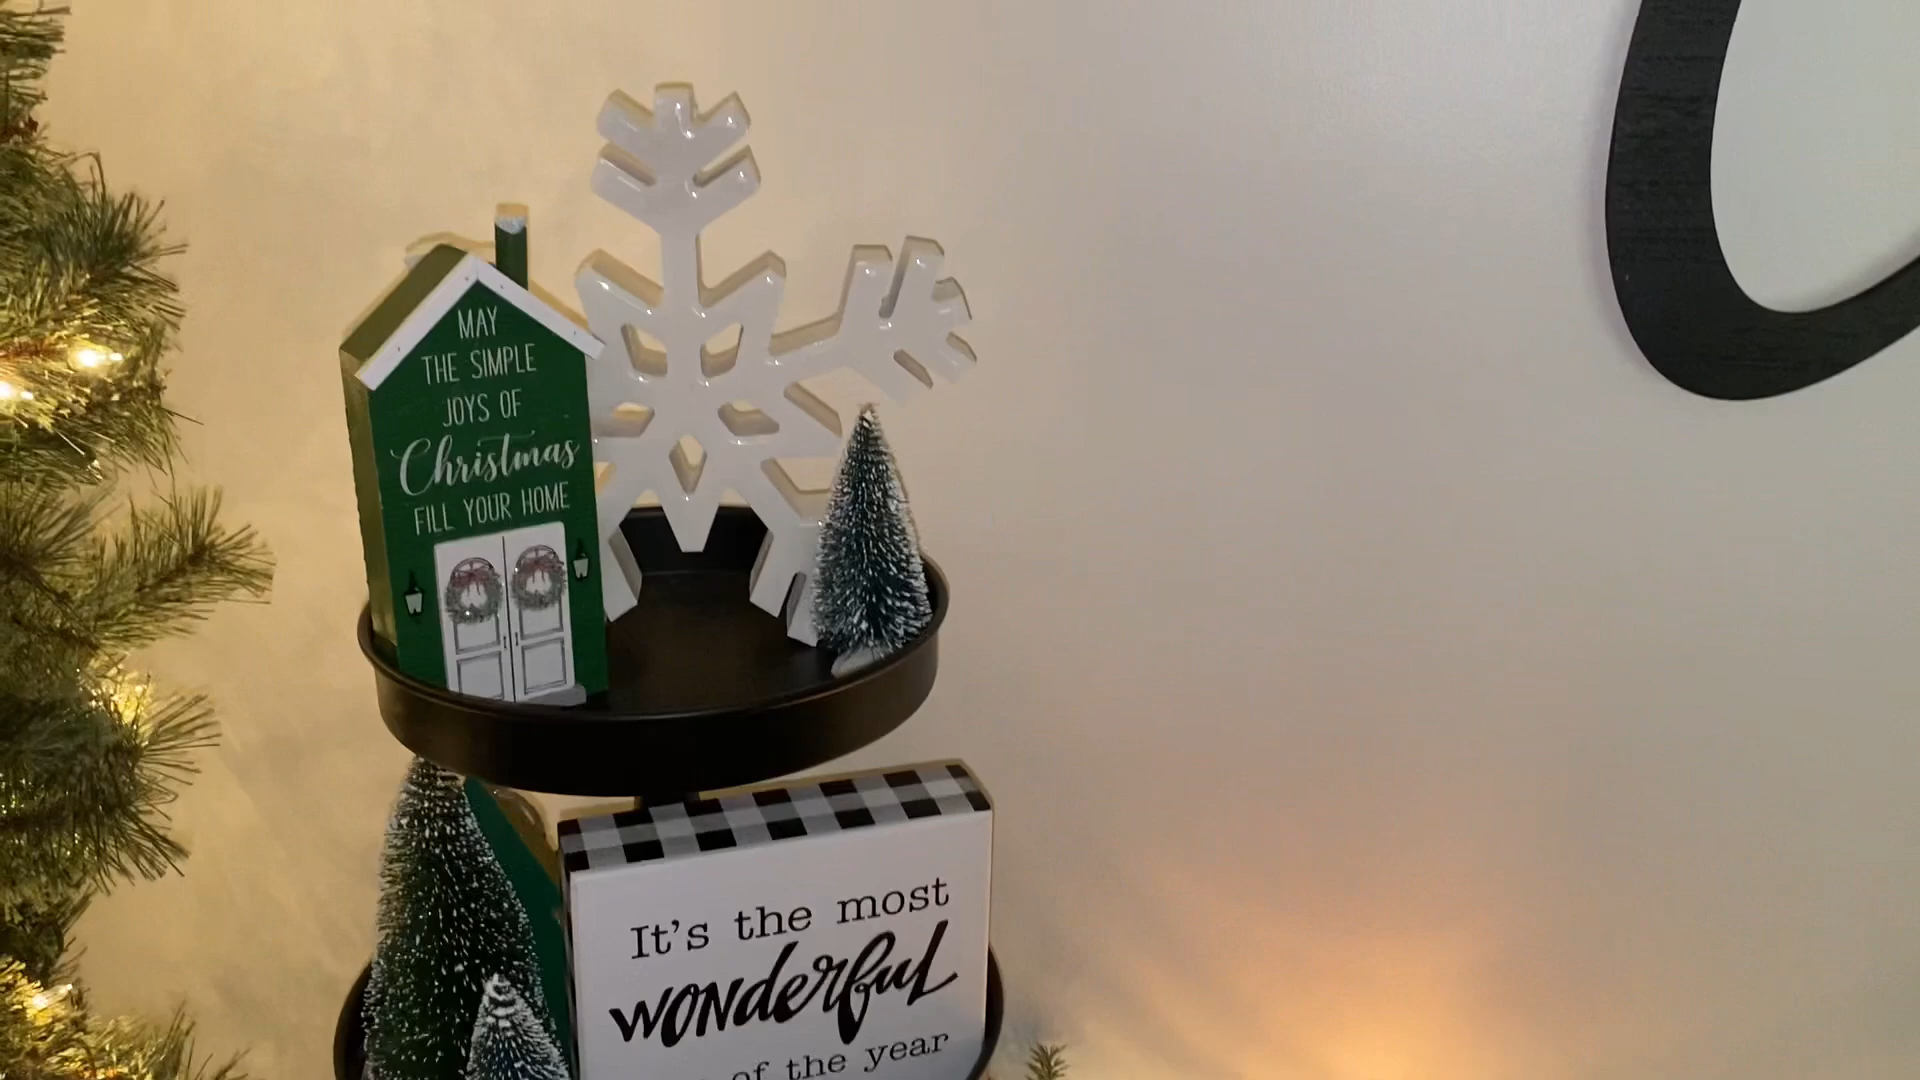 MAY
THE SIMPLE
JOYS OF
Christmas
FILL YOUR HOME
It's the most
wonderful
of the year